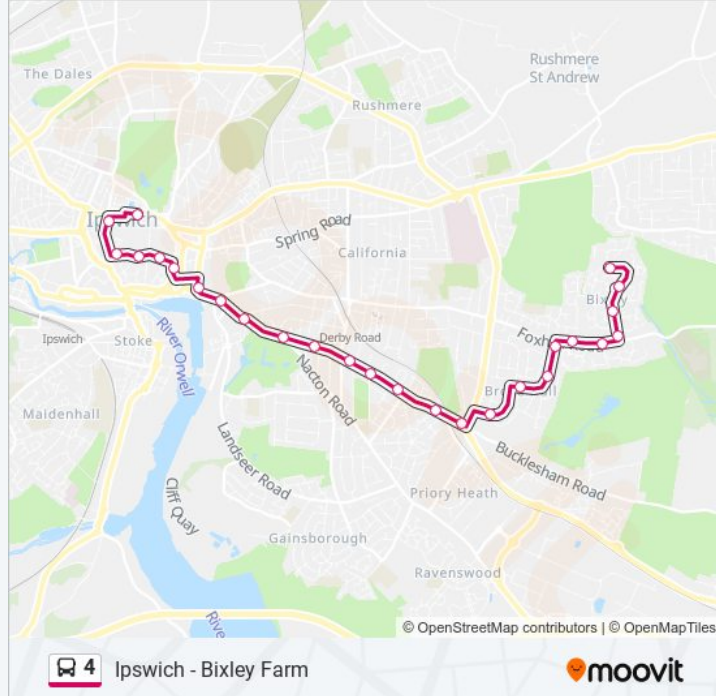 The Dales
Rushmere
St Andrew
Rushmere
Ipswich
Spring Road
California
Bixley
Derby Road
Ipswich
Stoke
River Orwell
Nacton Road
Maidenhall
Landseer Road
Bucklesham Road
Cliff Quay
Priory Heath
Gainsborough
Ravenswood
© OpenStreetMap contributors | © OpenMapTiles
4 Ipswich - Bixley Farm
moovit